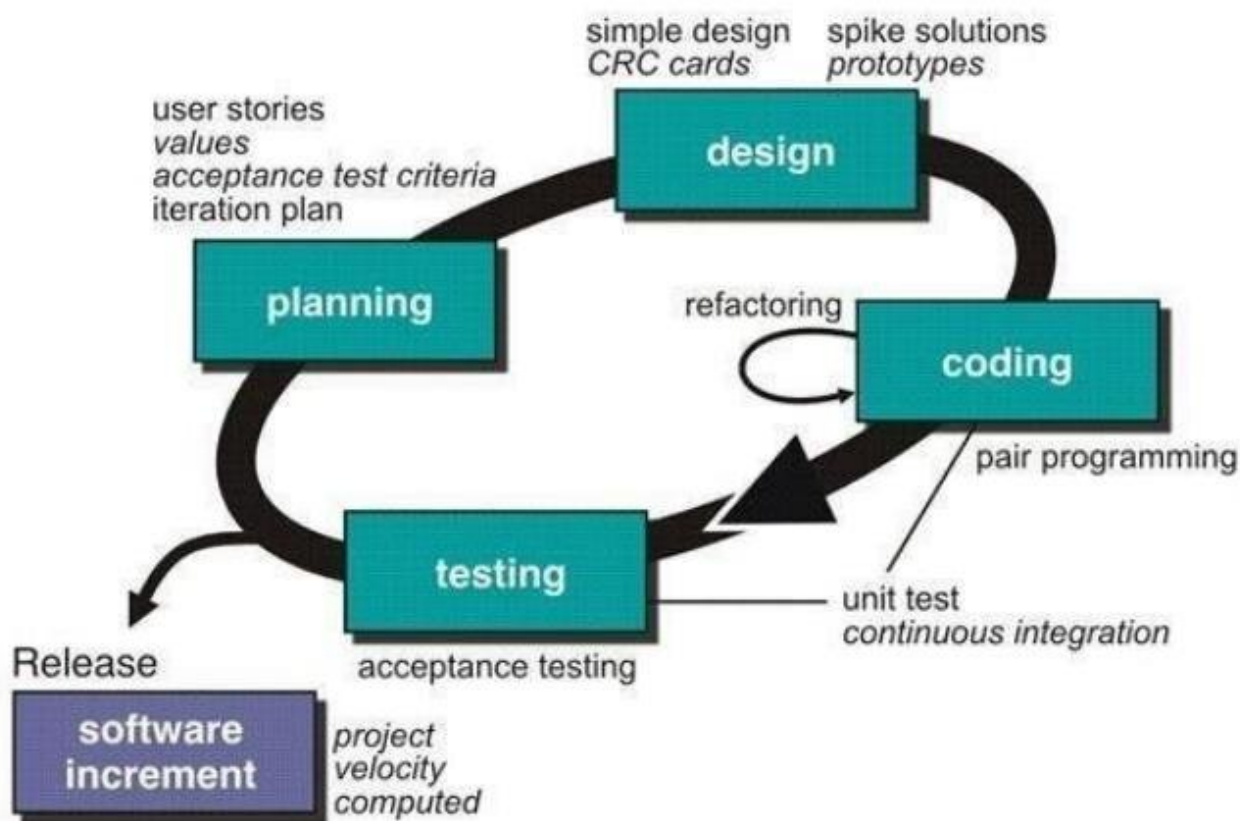 simple design
CRC cards
spike solutions
prototypes
design
user stories
values
acceptance test criteria
iteration plan
planning
refactoring
coding
pair programming
testing
unit test
continuous integration
acceptance testing
Release
software
increment
project
velocity
computed